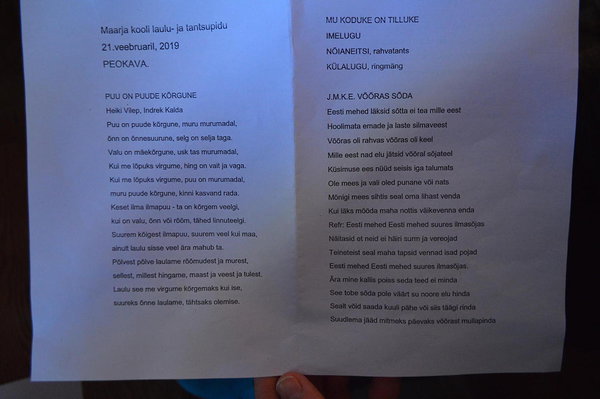 Maarja kooli laulu- ja tantsupidu
21.veebruaril, 2019
PEOKAVA.
PUU ON PUUDE KÕRGUNE
Heiki Vilep, Indrek Kalda
Puu on puude kõrgune, muru murumadal,
õnn on õnnesuurune, selg on selja taga.
Valu on mäekõrgune, usk tas murumadal,
Kui me lõpuks virgume, hing on vait ja vaga.
Kui me lõpuks virgume, puu on murumadal,
muru puude kõrgune, kinni kasvand rada.
Keset ilma ilmapuu - ta on kõrgem veelgi,
kui on valu, õnn või rõõm, tähed linnuteelgi.
Suurem kõigest ilmapuu, suurem veel kui maa,
ainult laulu sisse veel ära mahub ta.
Põlvest põlve laulame rõõmudest ja murest,
sellest, millest hingame, maast ja veest ja tulest.
Laulu see me virgume kõrgemaks kui ise,
suureks õnne laulame, tähtsaks olemise.
MU KODUKE ON TILLUKE
IMELUGU
NÕIANEITSI, rahvatants
KÜLALUGU, ringmäng
J.M.K.E. VÕÕRAS SÕDA
Eesti mehed läksid sõtta ei tea mille eest
Hoolimata emade ja laste silmaveest
Võõras oli rahvas võõras oli keel
Mille eest nad elu jätsid võõral sõjateel
Küsimuse ees nüüd seisis iga talumats
Ole mees ja vali oled punane või nats
Mõnigi mees sihtis seal oma lihast venda
Kui läks mööda maha nottis väikevenna enda
Refr: Eesti mehed Eesti mehed suures ilmasõjas
Näitasid et neid ei häiri surm ja vereojad
Teineteist seal maha tapsid vennad isad pojad
Eesti mehed Eesti mehed suures ilmasõjas.
Ära mine kallis poiss seda teed ei minda
See tobe sõda pole väärt su noore elu hinda
Sealt võid saada kuuli pähe või siis täägi rinda
Suudlema jääd mitmeks päevaks võõrast mullapinda